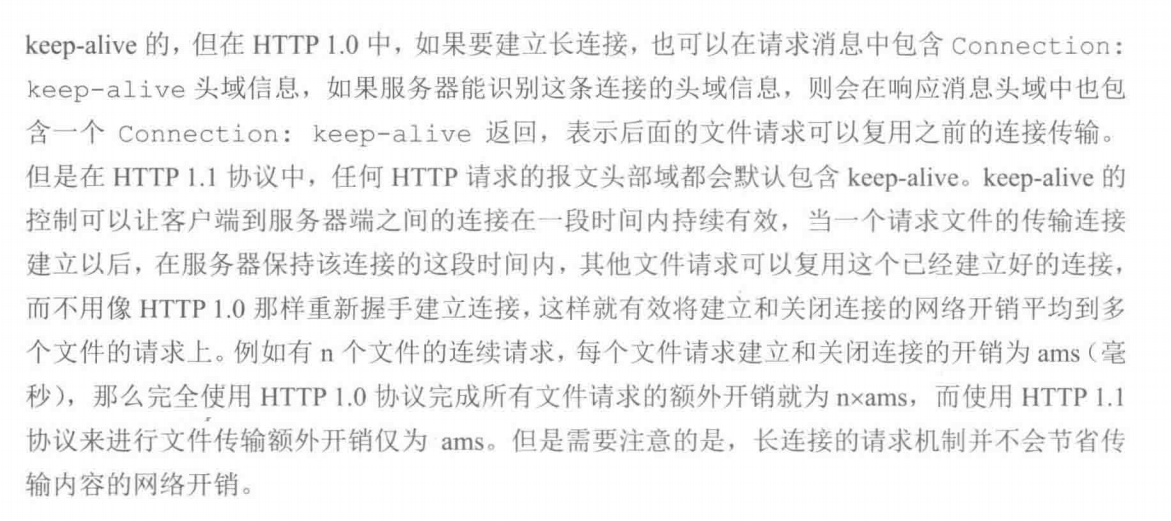 keep-alive 的，但在 HTTP 1.0 中，如果要建立长连接，也可以在请求消息中包含 Connection:
keep-alive 头域信息，如果服务器能识别这条连接的头域信息，则会在响应消息头域中也包
含一个 Connection: keep-alive 返回，表示后面的文件请求可以复用之前的连接传输。
但是在 HTTP 1.1 协议中，任何 HTTP 请求的报文头部域都会默认包含 keep-alive。keep-alive 的
控制可以让客户端到服务器端之间的连接在一段时间内持续有效，当一个请求文件的传输连接
建立以后，在服务器保持该连接的这段时间内，其他文件请求可以复用这个已经建立好的连接，
而不用像 HTTP 1.0 那样重新握手建立连接，这样就有效将建立和关闭连接的网络开销平均到多
个文件的请求上。例如有 n 个文件的连续请求，每个文件请求建立和关闭连接的开销为 ams（毫
秒），那么完全使用 HTTP 1.0 协议完成所有文件请求的额外开销就为 n×ams，而使用 HTTP 1.1
协议来进行文件传输额外开销仅为 ams。但是需要注意的是，长连接的请求机制并不会节省传
输内容的网络开销。